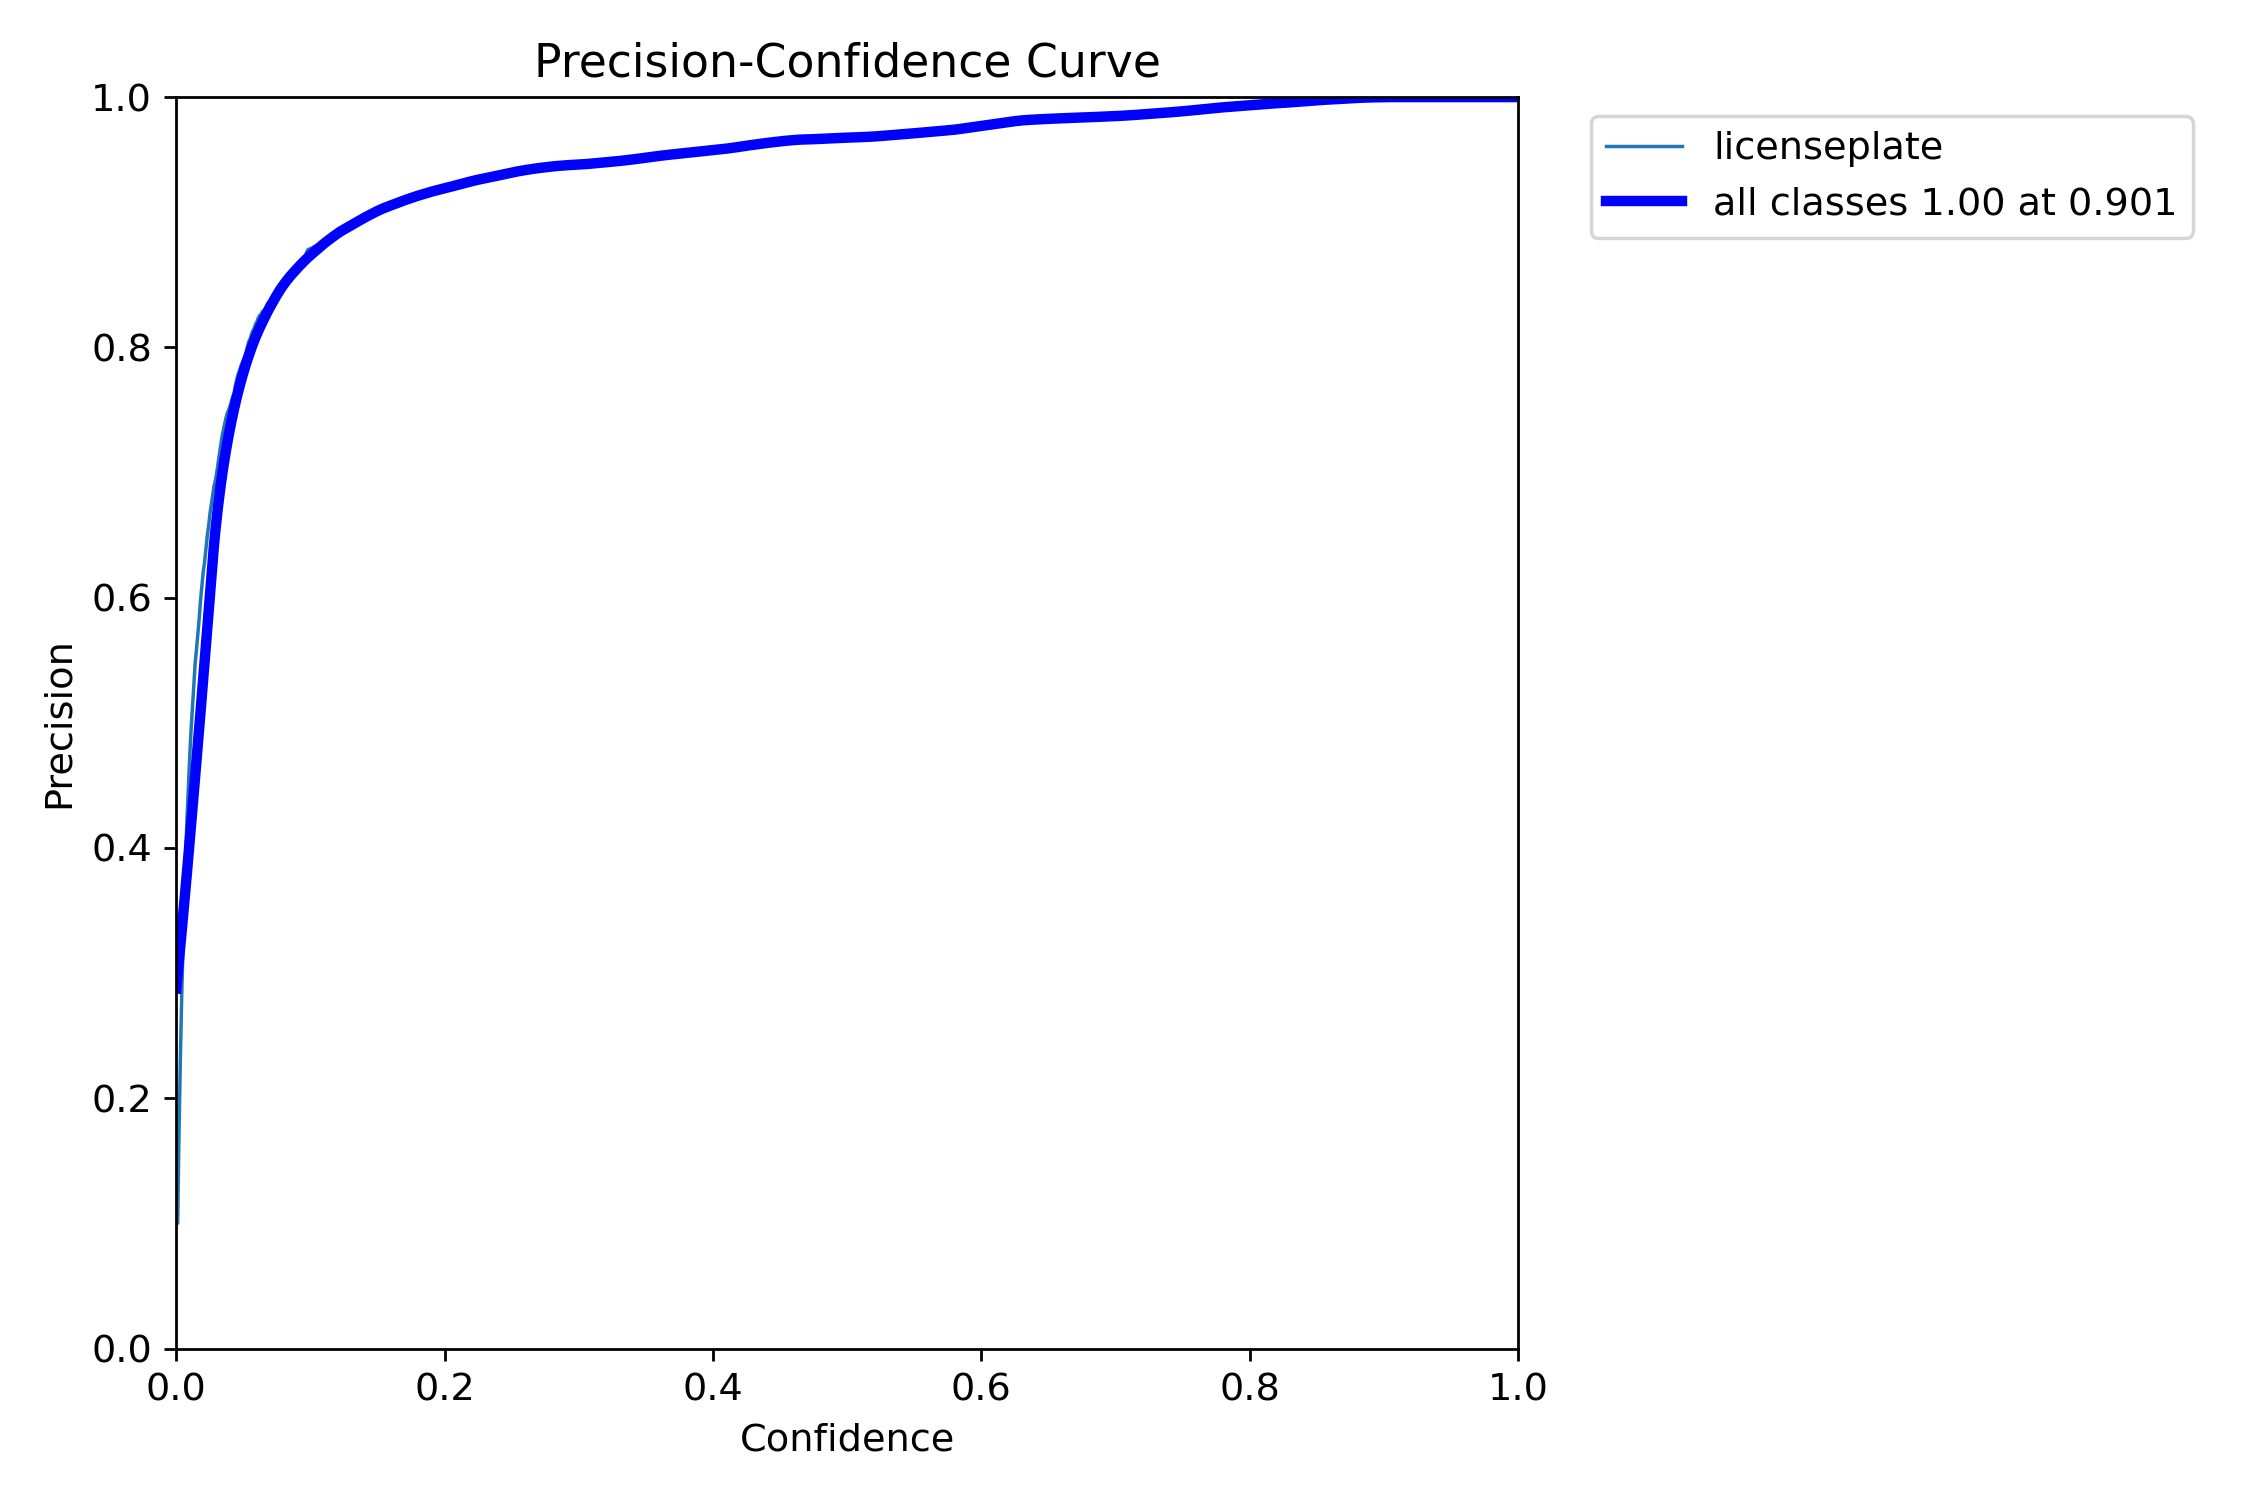 Precision-Confidence Curve
1.0
0.8
0.6
0.4
0.2
0.0
Precision
0.0 0.2 0.4 0.6 0.8 1.0
Confidence
licenseplate
all classes 1.00 at 0.901